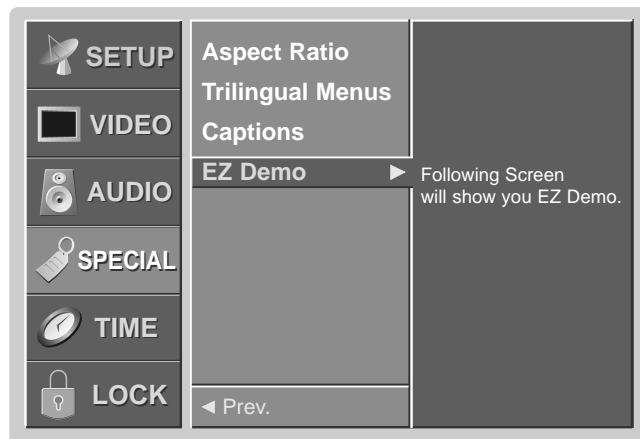 SETUP
VIDEO
AUDIO
SPECIAL
TIME
LOCK
Aspect Ratio
Trilingual Menus
Captions
EZ Demo ►
◄ Prev.
Following Screen
will show you EZ Demo.